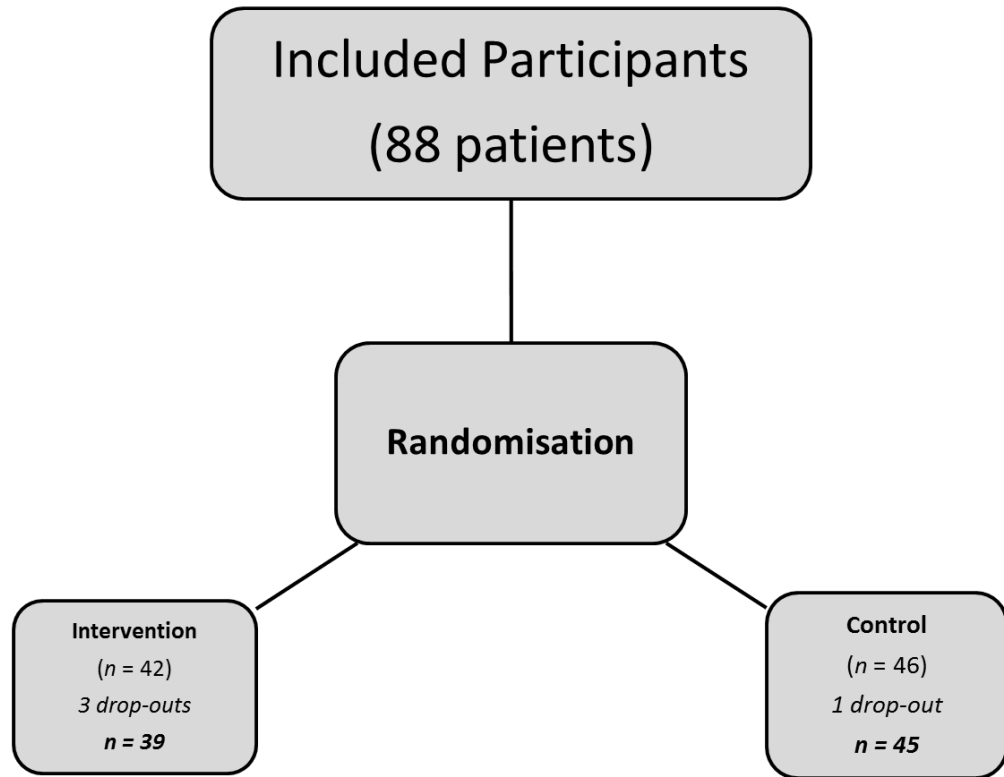 Included Participants
(88 patients)
Randomisation
Intervention
(n = 42)
3 drop-outs
n = 39
Control
(n = 46)
1 drop-out
n = 45